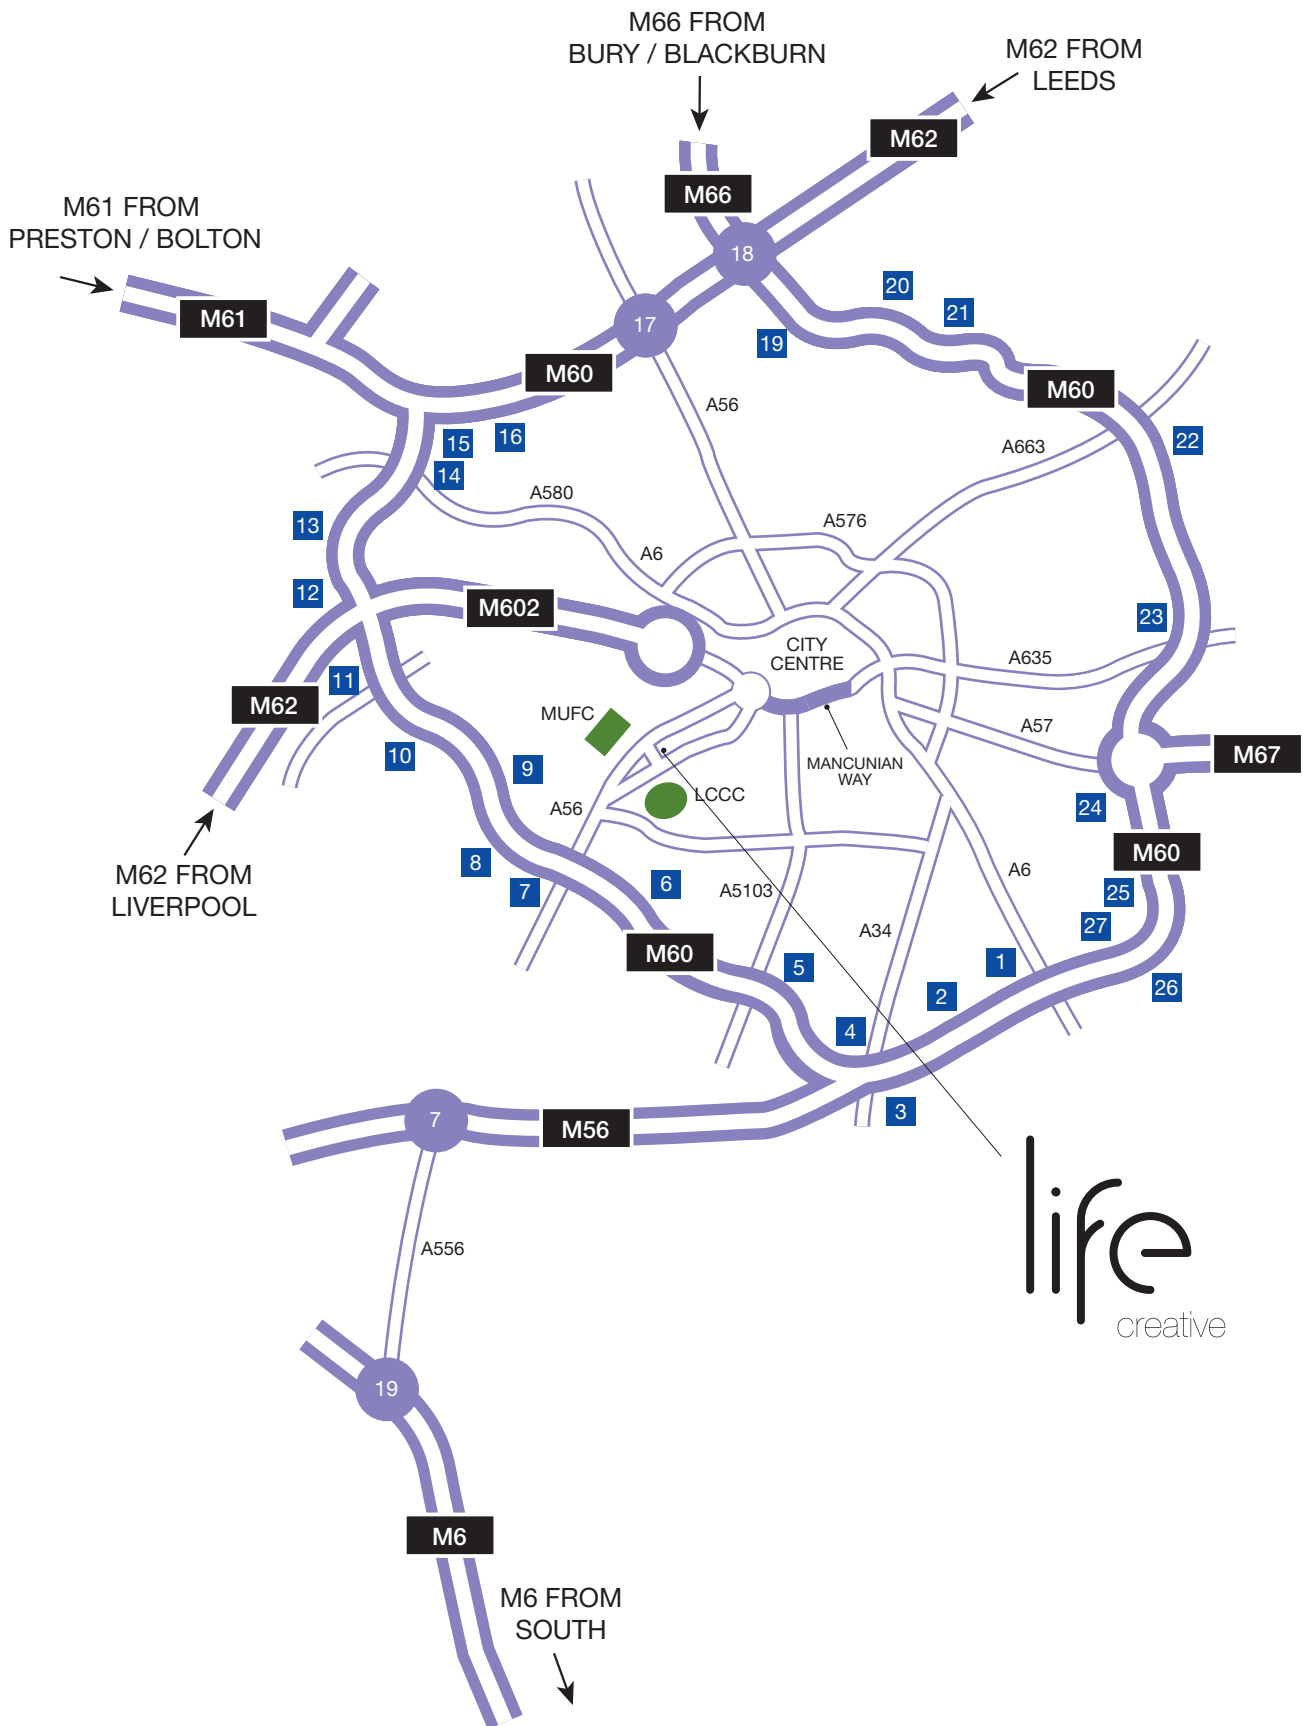 M66 FROM
BURY / BLACKBURN
M62 FROM
LEEDS
M62
M66
M61 FROM
PRESTON / BOLTON
18
20
21
M61
17
19
M60
M60
A56
22
16
15
14
A663
A580
13
A576
A6
12
M602
23
CITY
CENTRE
A635
11
M62
MUFC
A57
10
MANCUNIAN
WAY
M67
9
LCCC
A56
24
M60
8
7
6
A5103
A6
25
M62 FROM
LIVERPOOL
27
A34
M60
5
1
26
2
4
3
7
M56
life
creative
A556
19
M6
M6 FROM
SOUTH